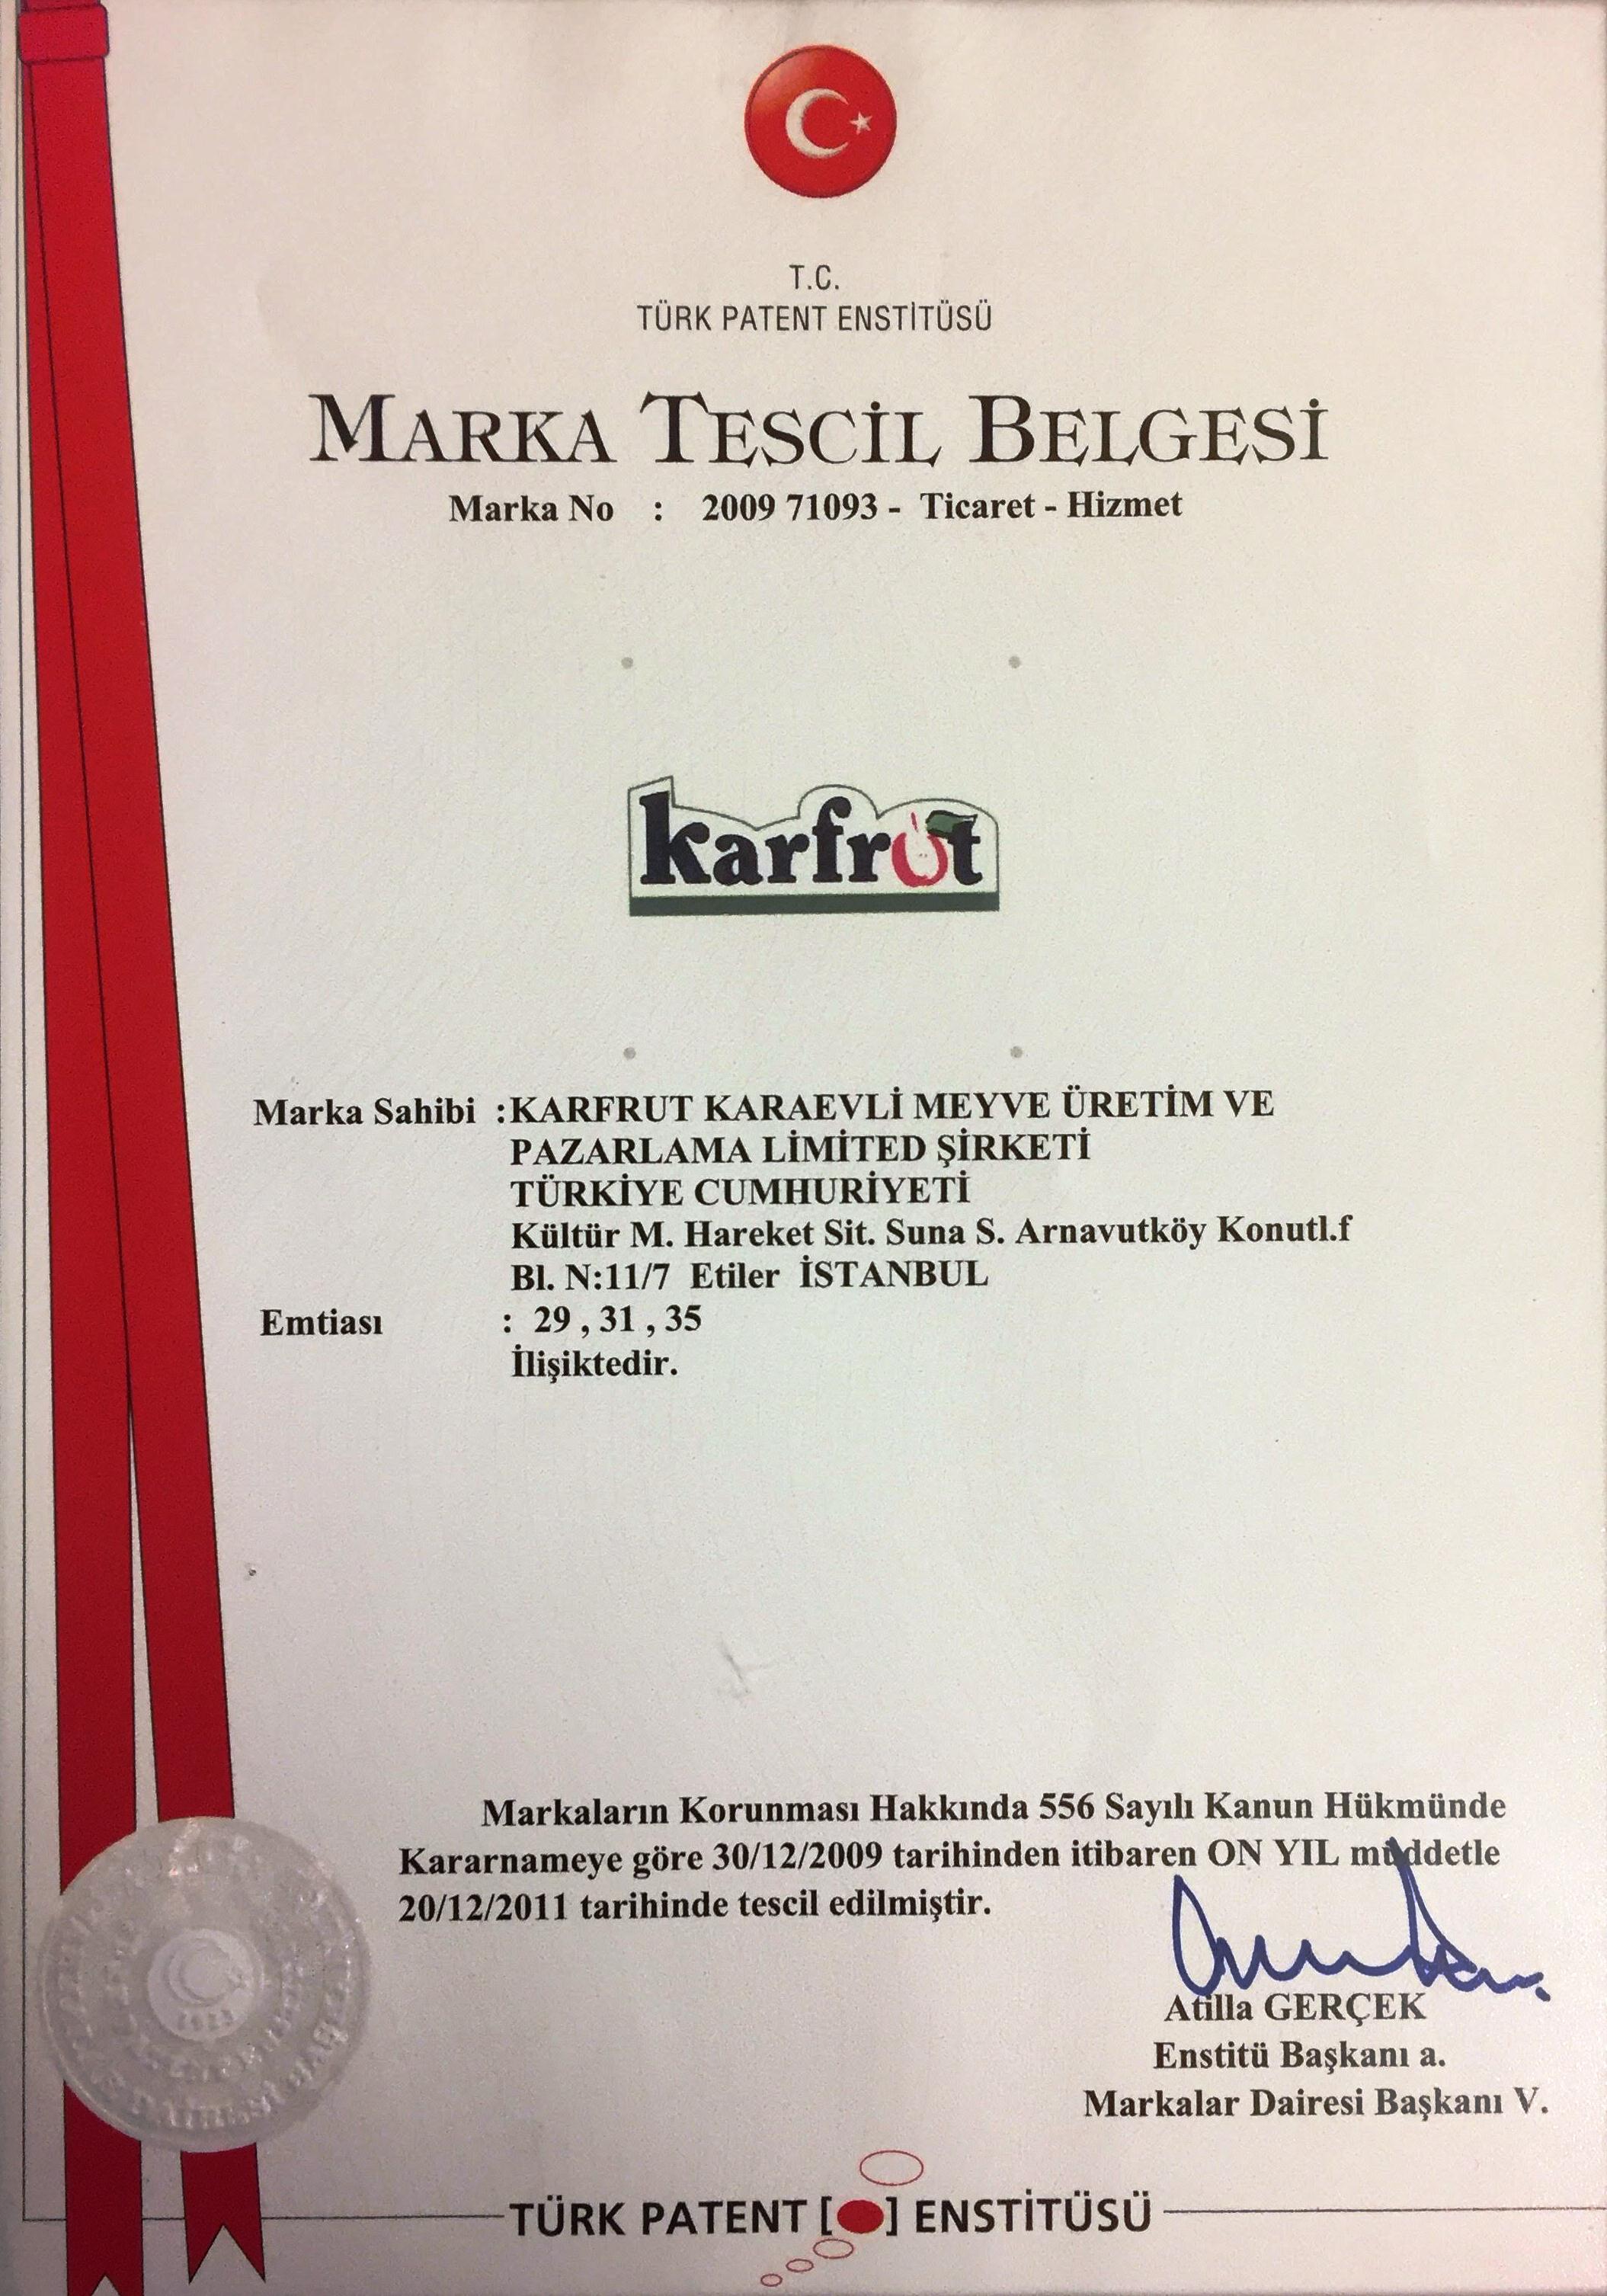 T.C.
TÜRK PATENT ENSTİTÜSÜ
MARKA TESCİL BELGESİ
Marka No : 2009 71093 - Ticaret - Hizmet
karfrut
Marka Sahibi :KARFRUT KARAEVLİ MEYVE ÜRETİM VE
PAZARLAMA LİMİTED ŞİRKETİ
TÜRKİYE CUMHURİYETİ
Kültür M. Hareket Sit. Suna S. Arnavutköy Konutl.f
Bl. N:11/7 Etiler İSTANBUL
Emtiası : 29 , 31 , 35
İlişiktedir.
Markaların Korunması Hakkında 556 Sayılı Kanun Hükmünde
Kararnameye göre 30/12/2009 tarihinden itibaren ON YIL müddetle
20/12/2011 tarihinde tescil edilmiştir.
Atilla GERÇEK
Enstitü Başkanı a.
Markalar Dairesi Başkanı V.
1923
TÜRK PATENT [ ] ENSTİTÜSÜ